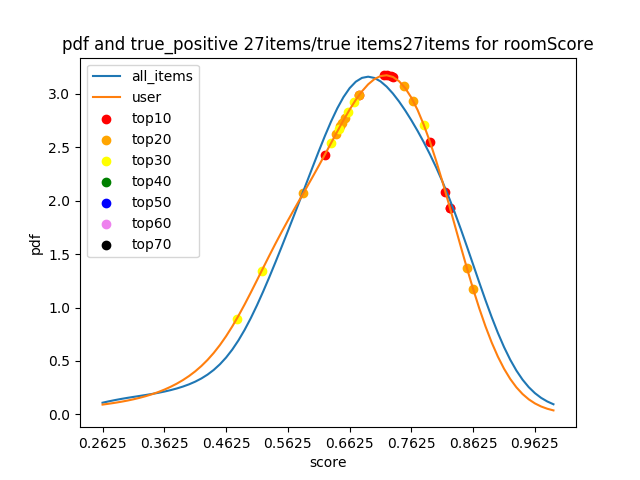 pdf and true_positive 27items/true items27items for roomScore
all_items
user
top10
top20
top30
top40
top50
top60
top70
pdf
3.0
2.5
2.0
1.5
1.0
0.5
0.0
0.2625 0.3625 0.4625 0.5625 0.6625 0.7625 0.8625 0.9625
score